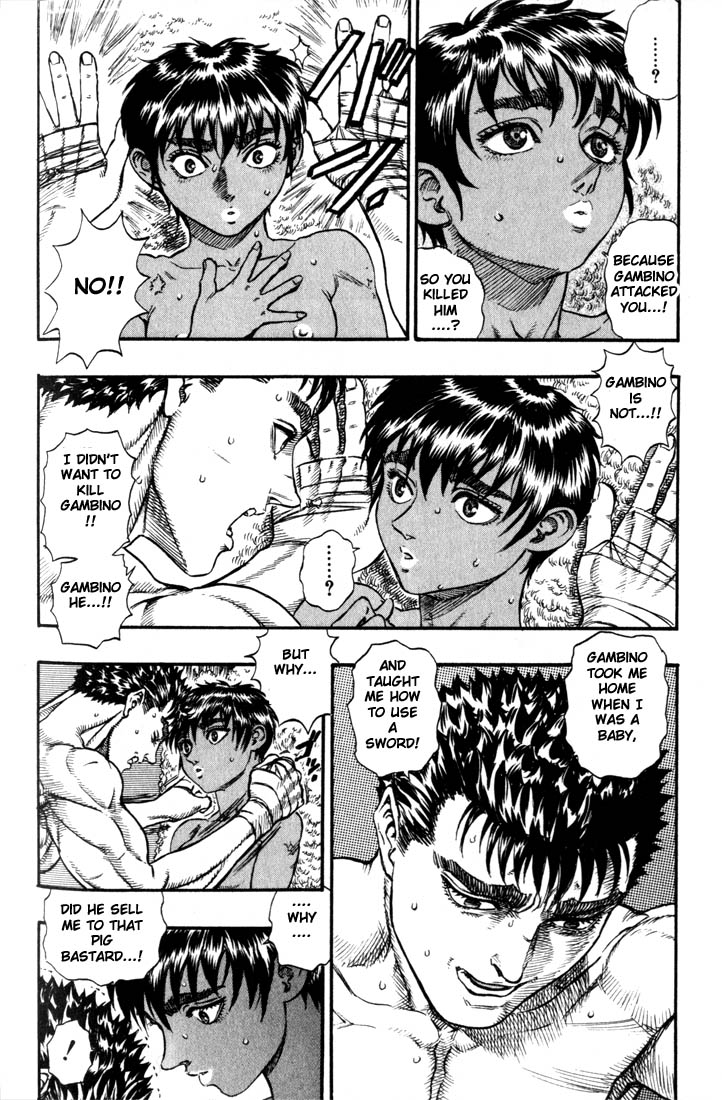 ......
?
BECAUSE
GAMBINO
ATTACKED
YOU...!
SO YOU
KILLED
HIM
....?
NO!!
GAMBINO
IS
NOT...!!
......
?
I DIDN'T
WANT TO
KILL
GAMBINO
!!
GAMBINO
HE...!!
GAMBINO
TOOK ME
HOME
WHEN I
WAS A
BABY,
AND
TAUGHT
ME HOW
TO USE
A
SWORD!
BUT
WHY...
....
WHY
....
DID HE SELL
ME TO THAT
PIG
BASTARD...!
!